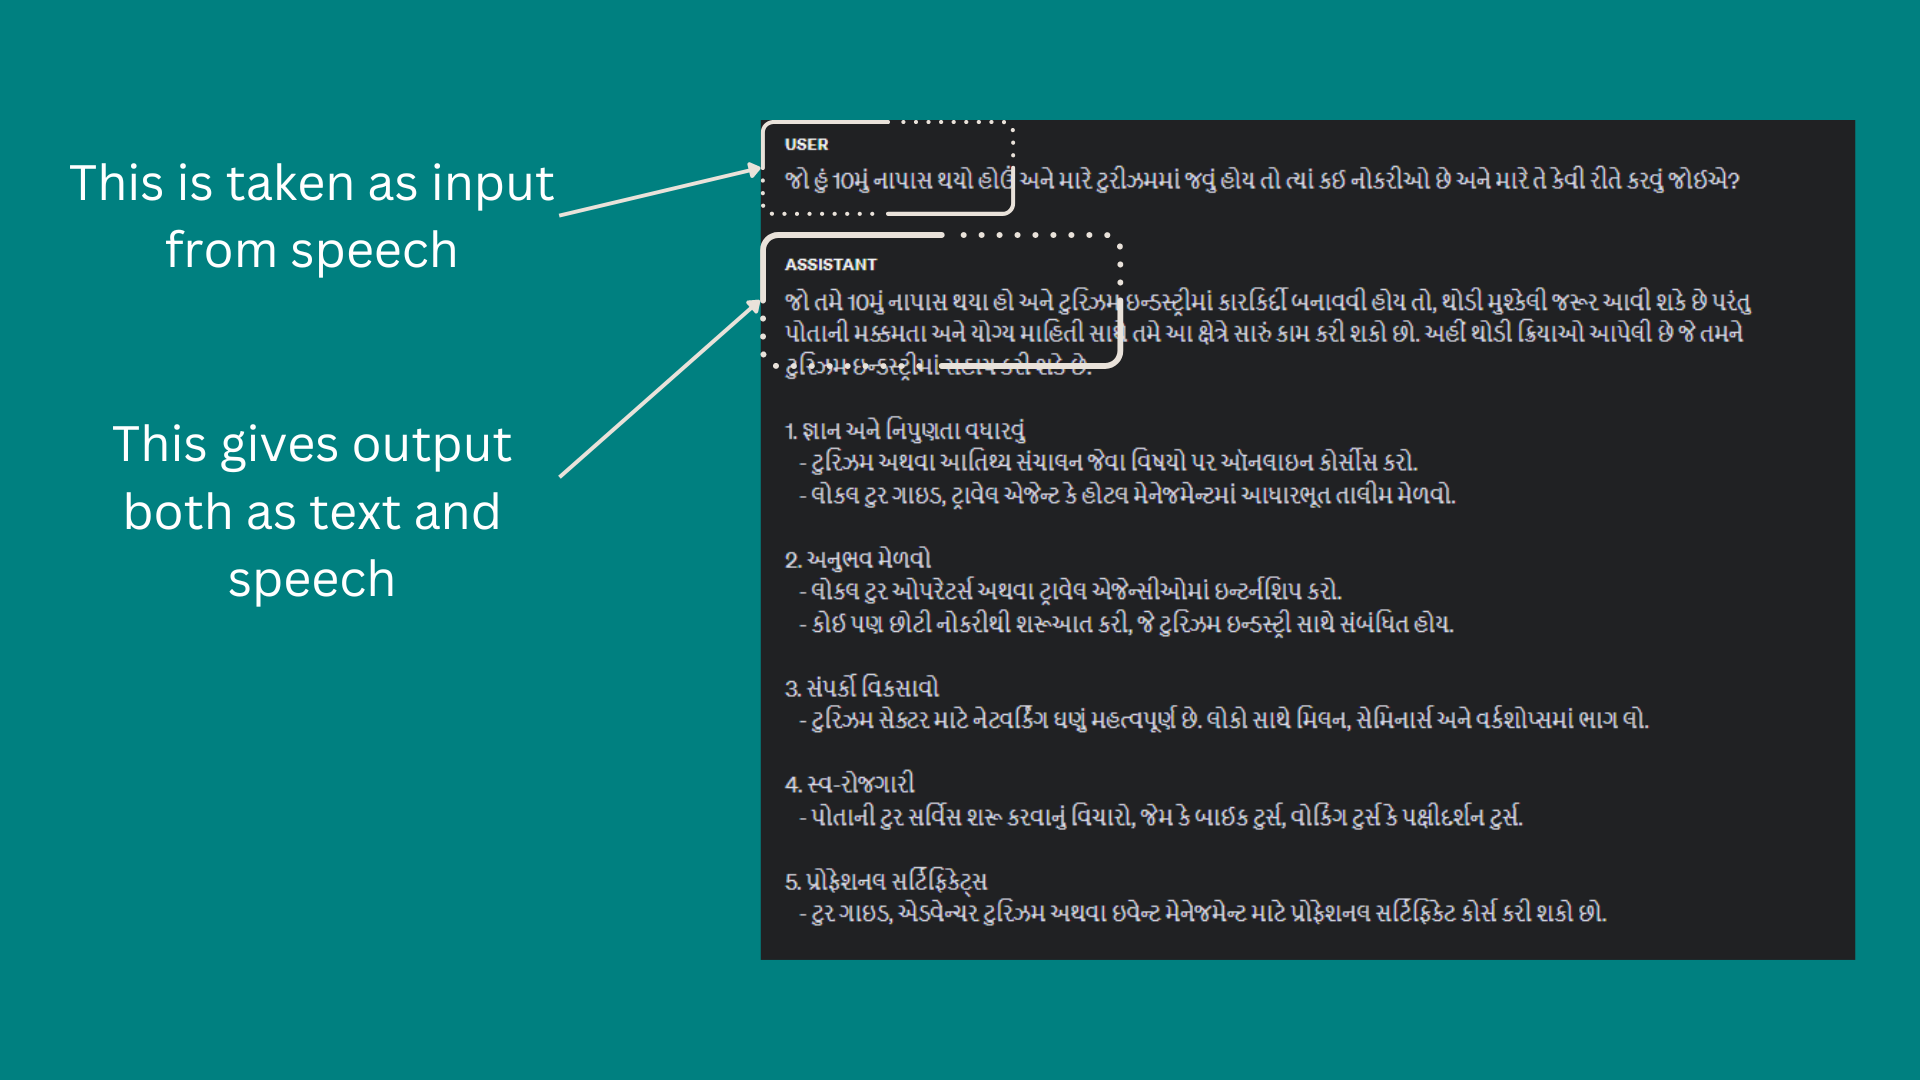 This is taken as input
from speech
This gives output
both as text and
speech
USER
જો હું 10મું નાપાસ થયો હોઉં અને મારે ટુરીઝમમાં જવું હોય તો ત્યાં કઈ નોકરીઓ છે અને મારે તે કેવી રીતે કરવું જોઈએ?
ASSISTANT
જો તમે 10મું નાપાસ થયા હો અને ટુરિઝમ ઇન્ડસ્ટ્રીમાં કારકિર્દી બનાવવી હોય તો, થોડી મુશ્કેલી જરૂર આવી શકે છે પરંતુ
પોતાની મક્કમતા અને યોગ્ય માહિતી સાથે તમે આ ક્ષેત્રે સારું કામ કરી શકો છો. અહીં થોડી ક્રિયાઓ આપેલી છે જે તમને
ટુરિઝમ ઇન્ડસ્ટ્રીમાં સહાય કરી શકે છે.
1. જ્ઞાન અને નિપુણતા વધારવું
- ટુરિઝમ અથવા આતિથ્ય સંચાલન જેવા વિષયો પર ઑનલાઇન કોર્સીસ કરો.
- લોકલ ટુર ગાઇડ, ટ્રાવેલ એજેન્ટ કે હોટલ મેનેજમેન્ટમાં આધારભૂત તાલીમ મેળવો.
2. અનુભવ મેળવો
- લોકલ ટુર ઓપરેટર્સ અથવા ટ્રાવેલ એજેન્સીઓમાં ઇન્ટર્નશિપ કરો.
- કોઈ પણ છોટી નોકરીથી શરૂઆત કરી, જે ટુરિઝમ ઇન્ડસ્ટ્રી સાથે સંબંધિત હોય.
3. સંપર્કો વિકસાવો
- ટુરિઝમ સેક્ટર માટે નેટવર્કિંગ ઘણું મહત્વપૂર્ણ છે. લોકો સાથે મિલન, સેમિનાર્સ અને વર્કશોપ્સમાં ભાગ લો.
4. સ્વ-રોજગારી
- પોતાની ટુર સર્વિસ શરૂ કરવાનું વિચારો, જેમ કે બાઈક ટુર્સ, વોકિંગ ટુર્સ કે પક્ષીદર્શન ટુર્સ.
5. પ્રોફેશનલ સર્ટિફિકેટ્સ
- ટુર ગાઇડ, એડવેન્ચર ટુરિઝમ અથવા ઇવેન્ટ મેનેજમેન્ટ માટે પ્રોફેશનલ સર્ટિફિકેટ કોર્સ કરી શકો છો.